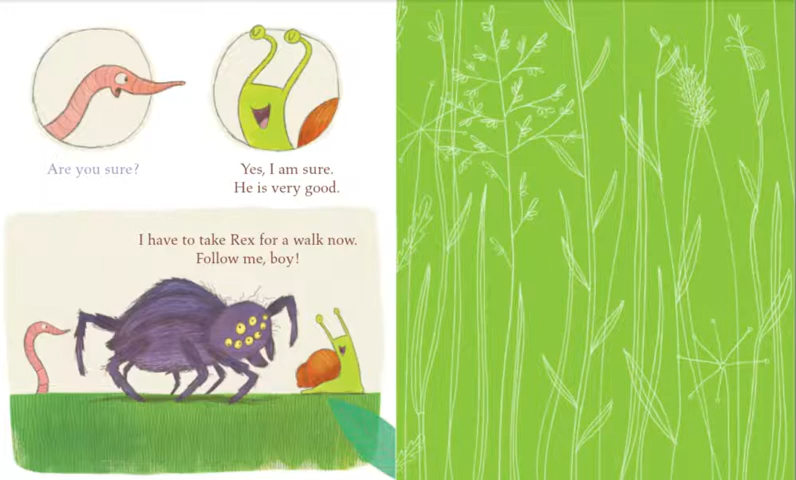 Are you sure?
Yes, I am sure.
He is very good.
I have to take Rex for a walk now.
Follow me, boy!